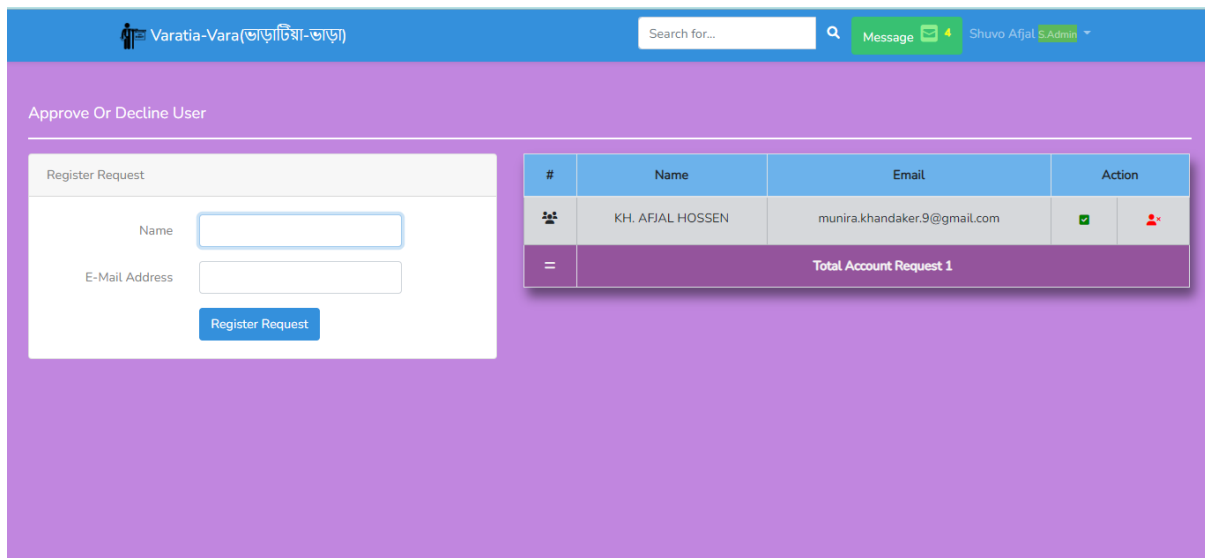 Varatia-Vara(ভাড়াটিয়া-ভাড়া) Search for... Message 4 Shuvo Afjal S.Admin
Approve Or Decline User
Register Request
Name
E-Mail Address
Register Request
# Name Email Action
KH. AFJAL HOSSEN munira.khandaker.9@gmail.com
Total Account Request 1